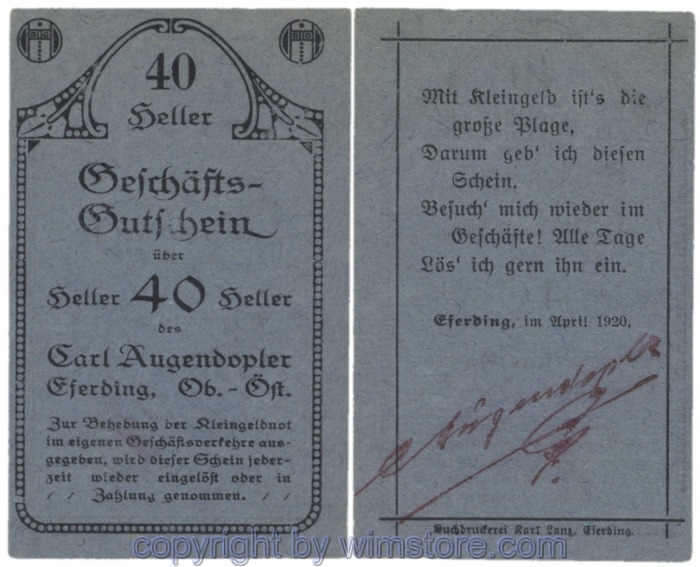 40
Heller
Geschäfts-
Gutschein
über
Heller 40 Heller
des
Carl Augendopler
Eferding, Ob.-Öst.
Zur Behebung der Kleingeldnot
im eigenen Geschäftsverkehre aus-
gegeben, wird dieser Schein jeder-
zeit wieder eingelöst oder in
Zahlung genommen.
Mit Kleingeld ist's die
große Plage,
Darum geb' ich diesen
Schein.
Besuch' mich wieder im
Geschäfte! Alle Tage
Lös' ich gern ihn ein.
Eferding, im April 1920.
Augendopler
Buchdruckerei Karl Lanz, Eferding.
copyright by wimstore.com